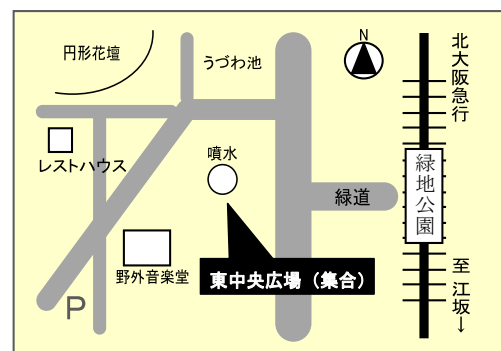 円形花壇
うづわ池
N
北大阪急行
レストハウス
噴水
緑地公園
緑道
野外音楽堂
東中央広場（集合）
至 江坂→
P